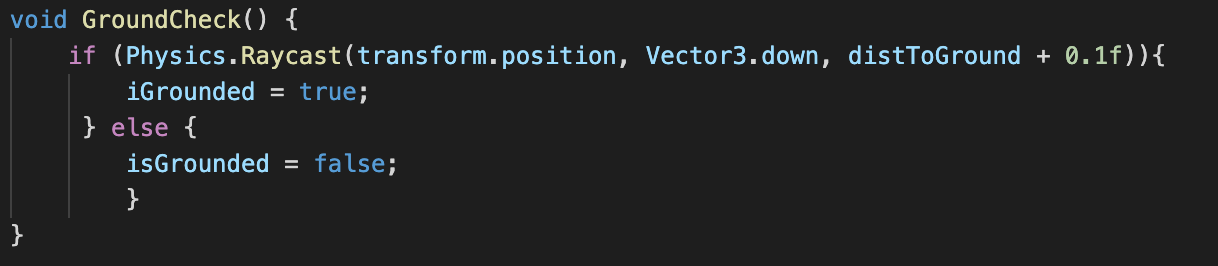 void GroundCheck() {
    if (Physics.Raycast(transform.position, Vector3.down, distToGround + 0.1f)){
        iGrounded = true;
     } else {
        isGrounded = false;
        }
}